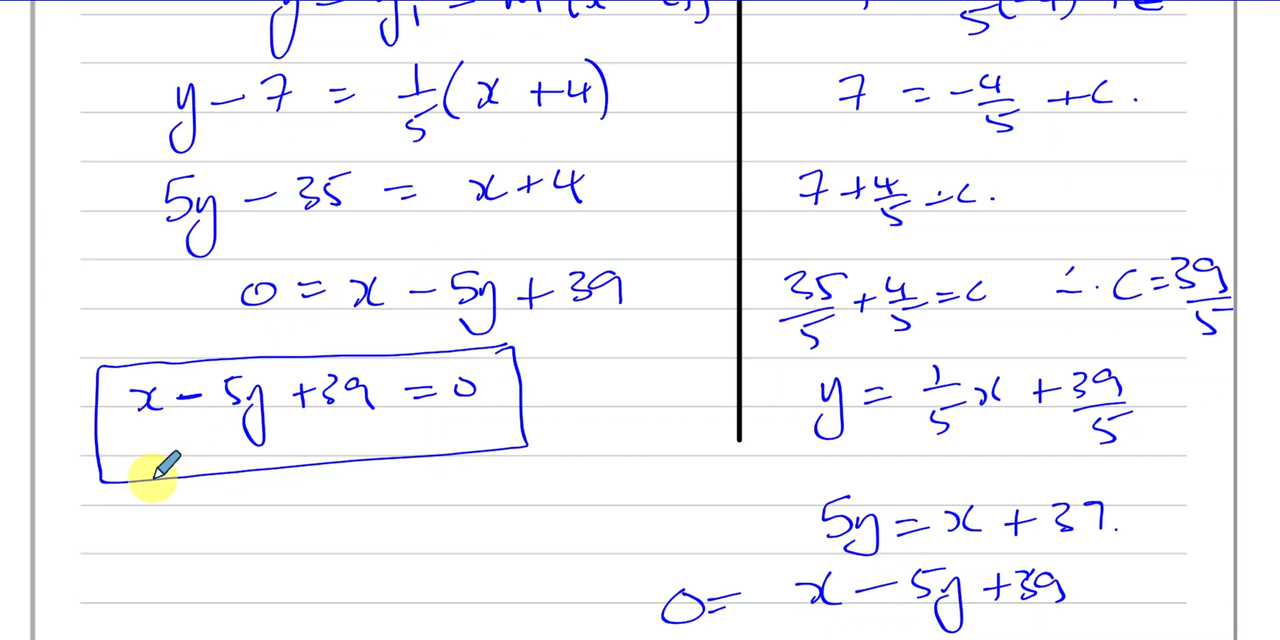 y - 7 = 1/5 (x + 4)
5y - 35 = x + 4
0 = x - 5y + 39
x - 5y + 39 = 0
7 = -4/5 + c.
7 + 4/5 = c.
35/5 + 4/5 = c ∴ c = 39/5
y = 1/5 x + 39/5
5y = x + 37.
0 = x - 5y + 39